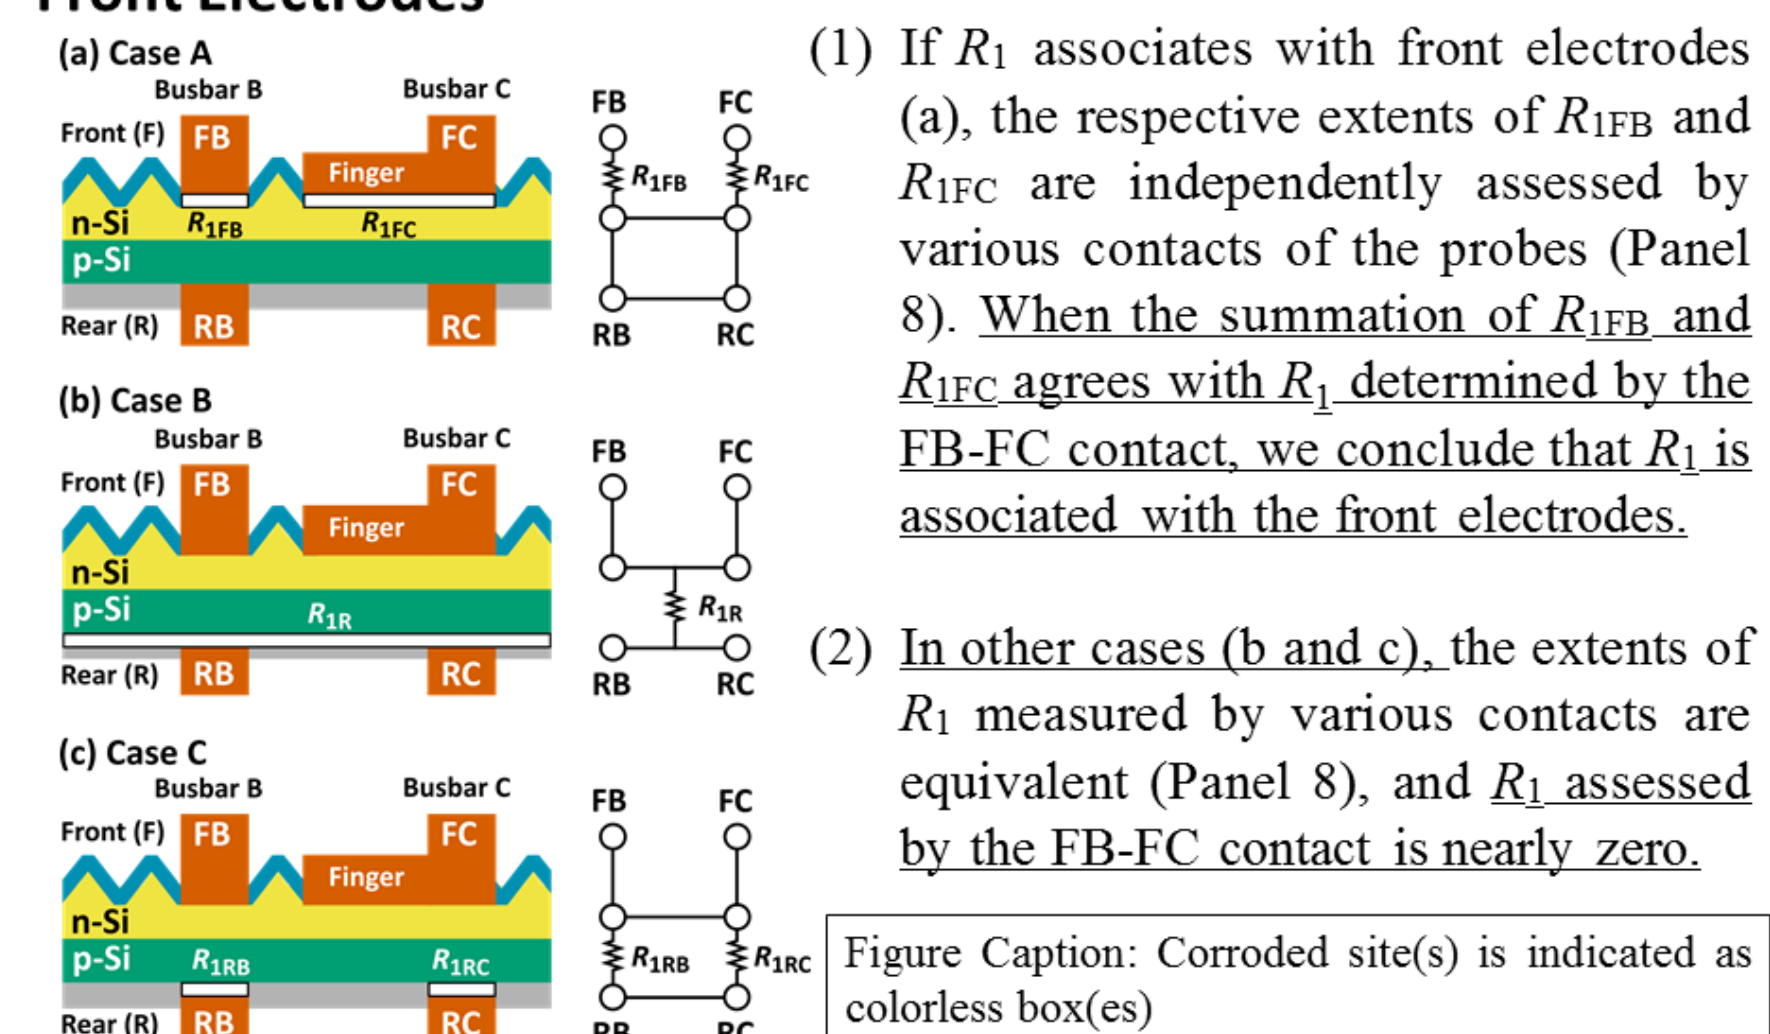 Front Electrodes
(a) Case A
Busbar B
Busbar C
Front (F)
FB
FC
Finger
n-Si
R1FB
R1FC
p-Si
Rear (R)
RB
RC
FB
FC
R1FB
R1FC
RB
RC
(b) Case B
Busbar B
Busbar C
Front (F)
FB
FC
Finger
n-Si
p-Si
R1R
Rear (R)
RB
RC
FB
FC
R1R
RB
RC
(c) Case C
Busbar B
Busbar C
Front (F)
FB
FC
Finger
n-Si
p-Si
R1RB
R1RC
Rear (R)
RB
RC
FB
FC
R1RB
R1RC
RB
RC
(1) If R1 associates with front electrodes
(a), the respective extents of R1FB and
R1FC are independently assessed by
various contacts of the probes (Panel
8). When the summation of R1FB and
R1FC agrees with R1 determined by the
FB-FC contact, we conclude that R1 is
associated with the front electrodes.
(2) In other cases (b and c), the extents of
R1 measured by various contacts are
equivalent (Panel 8), and R1 assessed
by the FB-FC contact is nearly zero.
Figure Caption: Corroded site(s) is indicated as
colorless box(es)